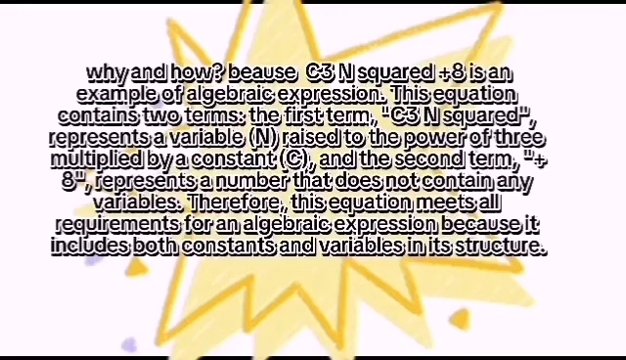 why and how? beause C3 N squared +8 is an
example of algebraic expression. This equation
contains two terms: the first term, "C3 N squared",
represents a variable (N) raised to the power of three
multiplied by a constant (C), and the second term, "+
8", represents a number that does not contain any
variables. Therefore, this equation meets all
requirements for an algebraic expression because it
includes both constants and variables in its structure.